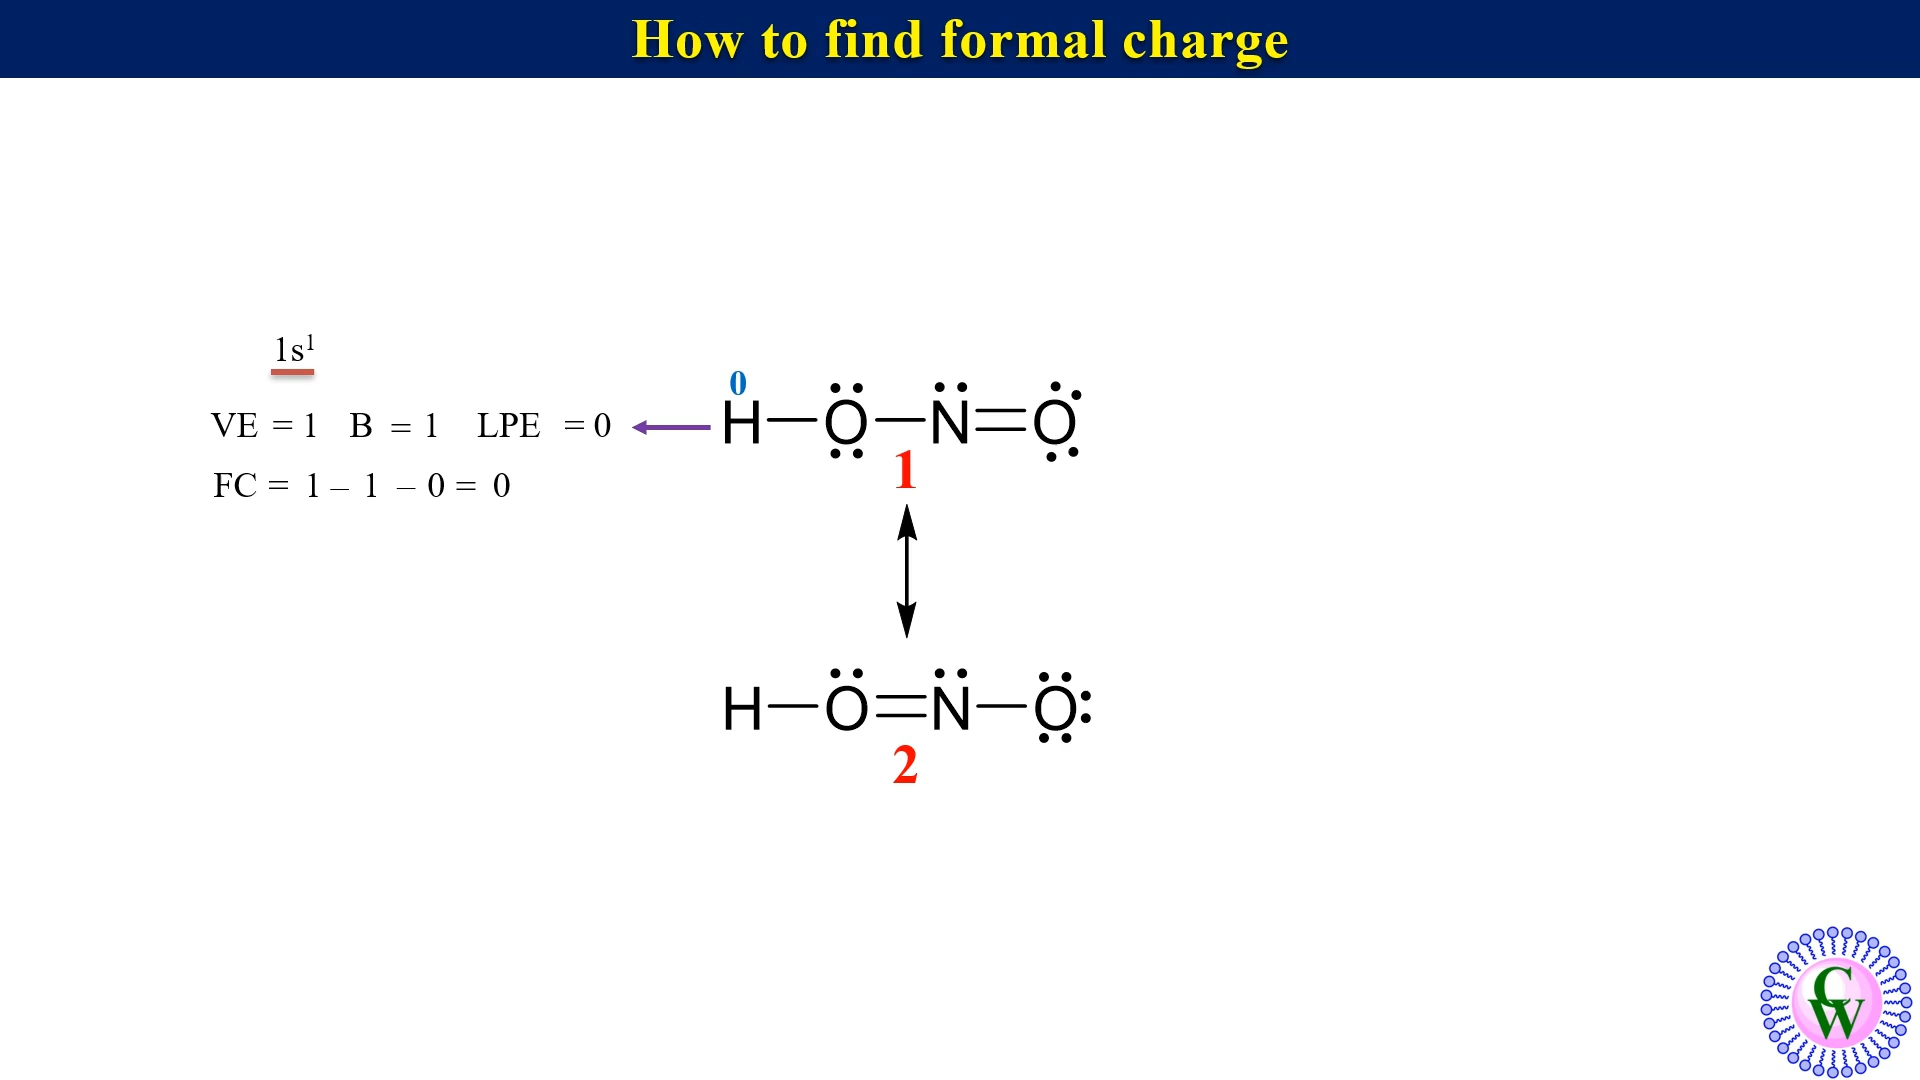 How to find formal charge
1s¹
0
VE = 1 B = 1 LPE = 0
H O N O
1
FC = 1 – 1 – 0 = 0
H O N O
2
CW